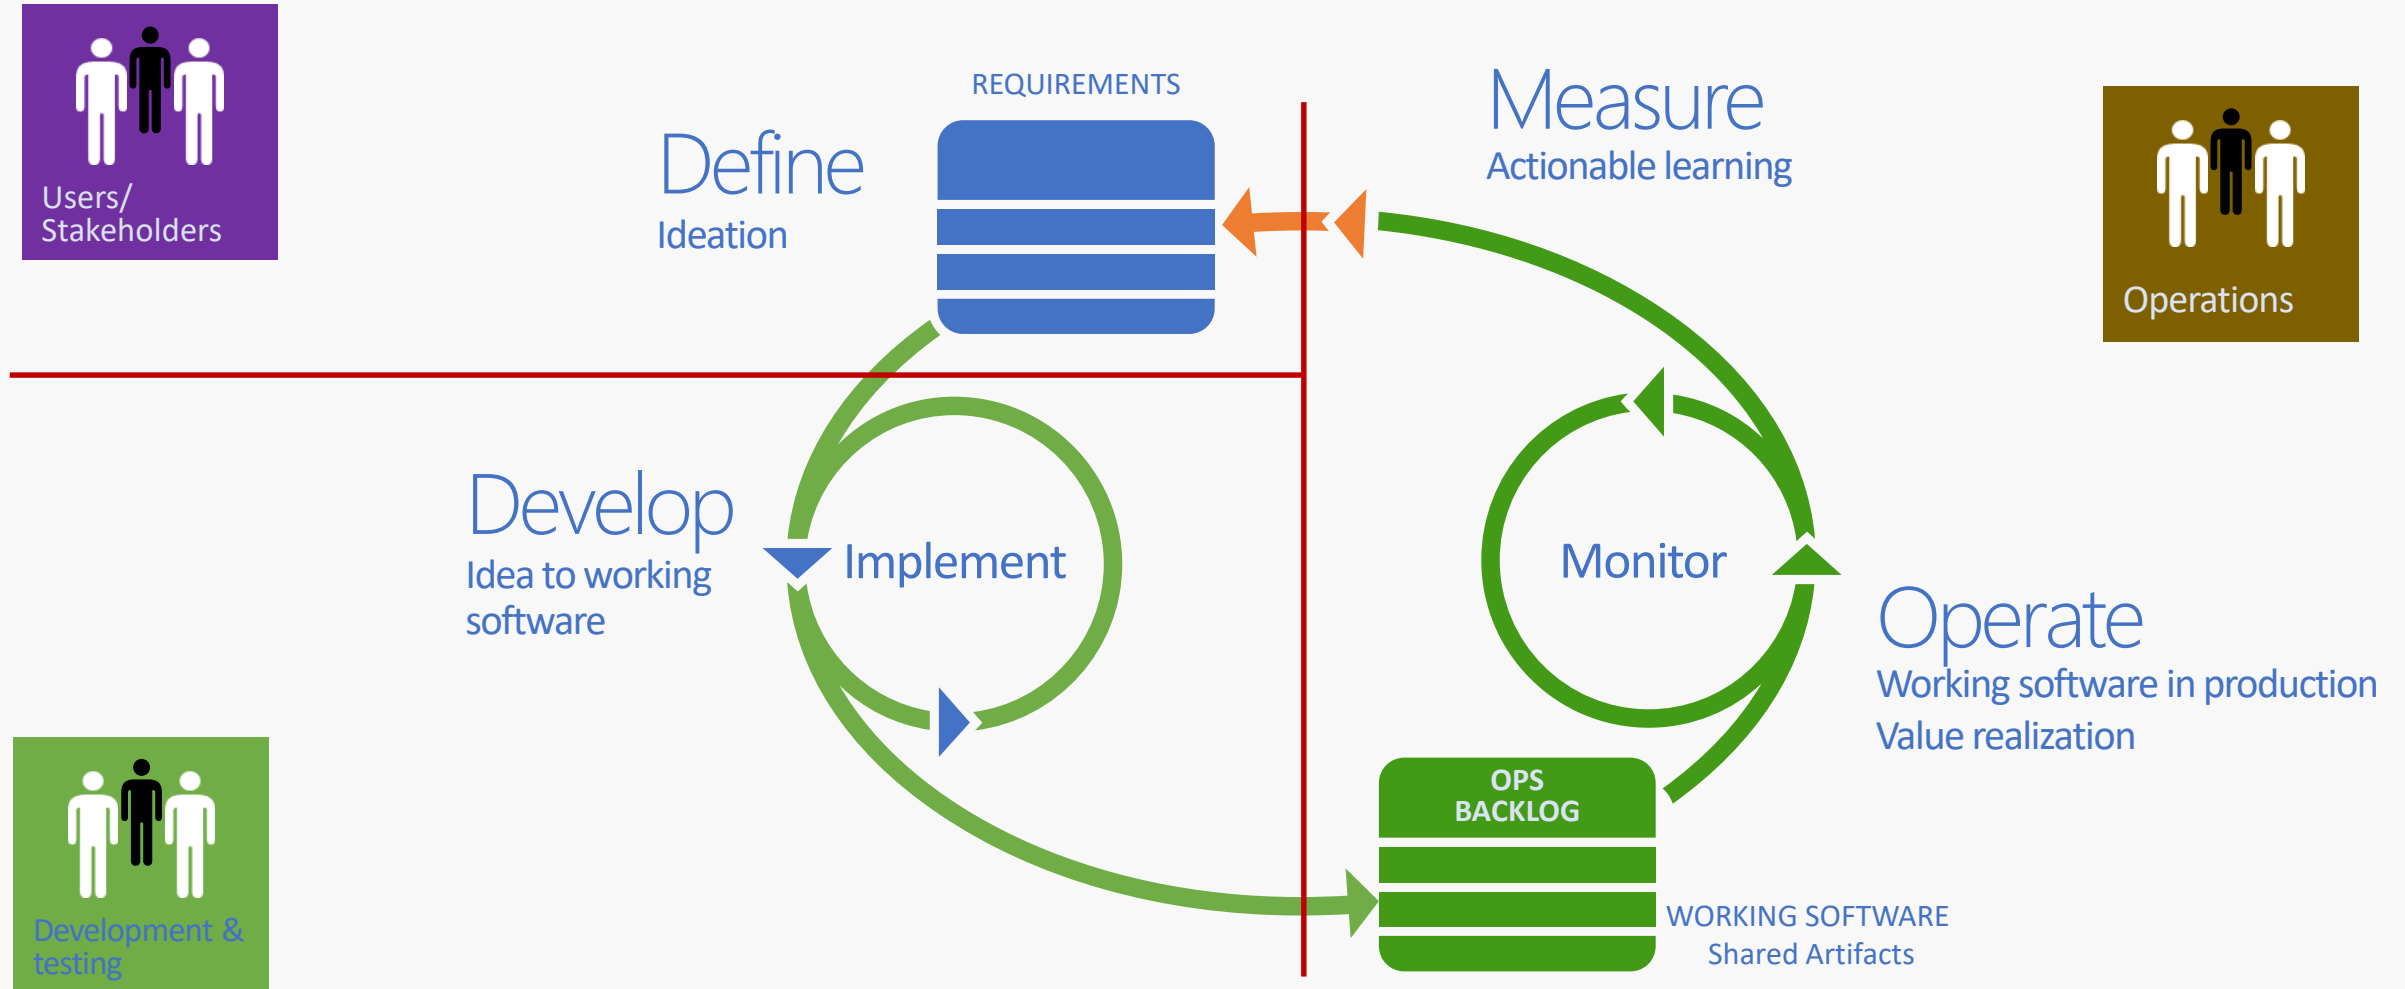 Users/
Stakeholders
REQUIREMENTS
Define
Ideation
Measure
Actionable learning
Operations
Develop
Idea to working
software
Implement
Monitor
Operate
Working software in production
Value realization
Development &
testing
OPS
BACKLOG
WORKING SOFTWARE
Shared Artifacts